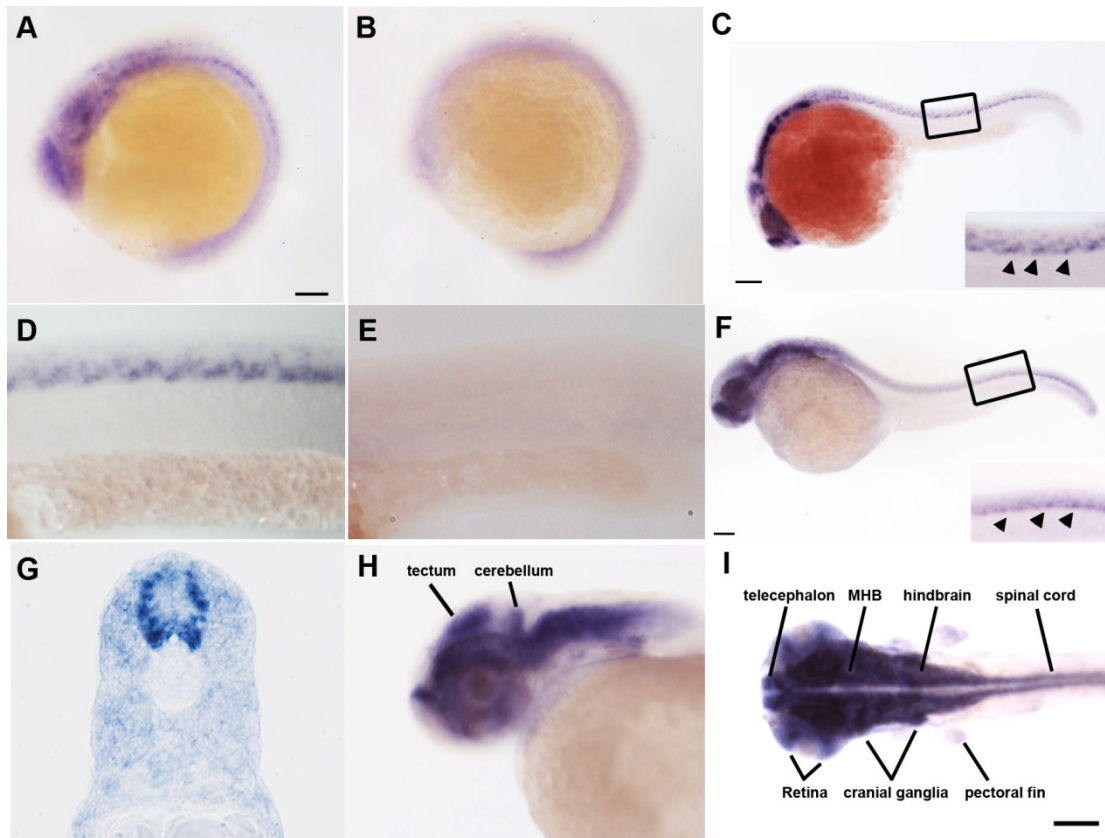 A
B
C
D
E
F
G
H
tectum cerebellum
I
telecephalon MHB hindbrain spinal cord
Retina cranial ganglia pectoral fin